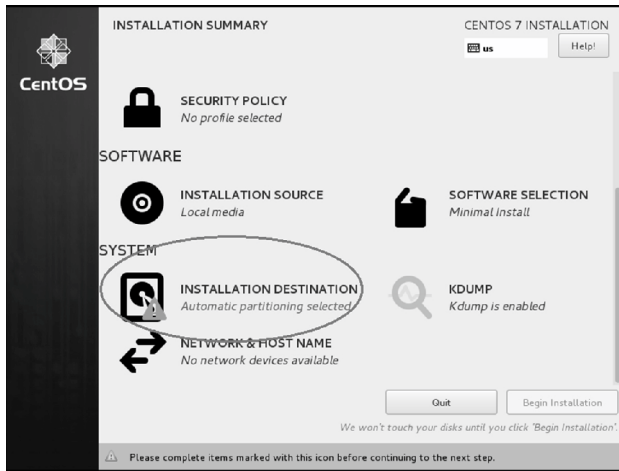 INSTALLATION SUMMARY
CENTOS 7 INSTALLATION
us
Help!
CentOS
SECURITY POLICY
No profile selected
SOFTWARE
INSTALLATION SOURCE
Local media
SOFTWARE SELECTION
Minimal Install
SYSTEM
INSTALLATION DESTINATION
Automatic partitioning selected
KDUMP
Kdump is enabled
NETWORK & HOST NAME
No network devices available
Quit
Begin Installation
We won't touch your disks until you click 'Begin Installation'.
Please complete items marked with this icon before continuing to the next step.